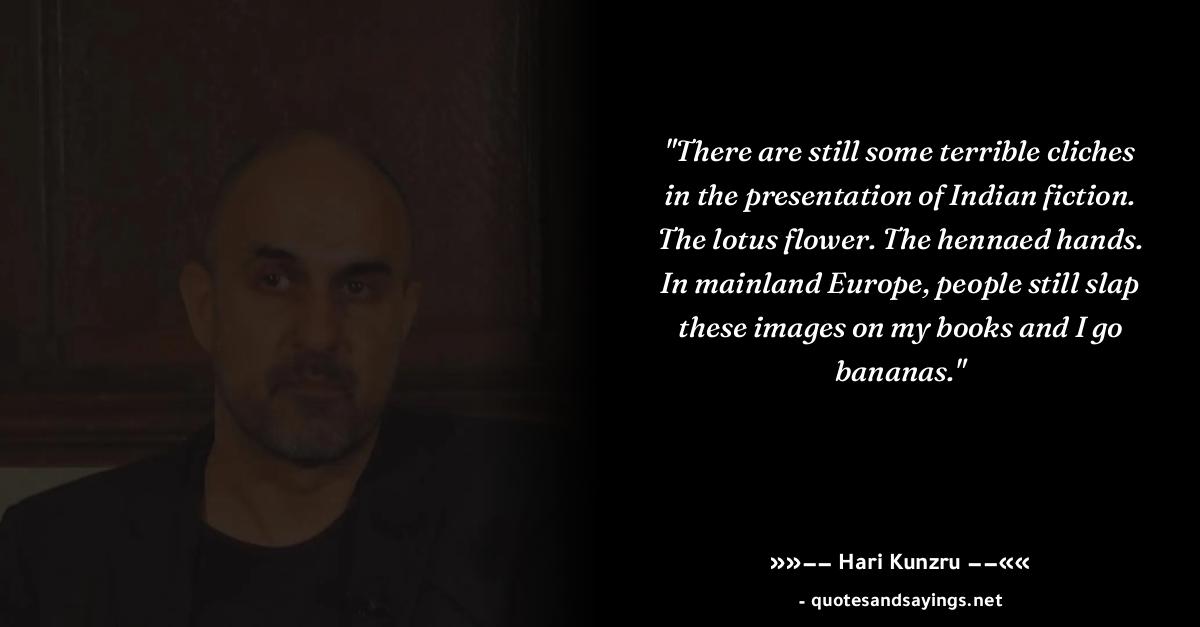 "There are still some terrible cliches
in the presentation of Indian fiction.
The lotus flower. The hennaed hands.
In mainland Europe, people still slap
these images on my books and I go
bananas."
»»–– Hari Kunzru ––««
- quotesandsayings.net